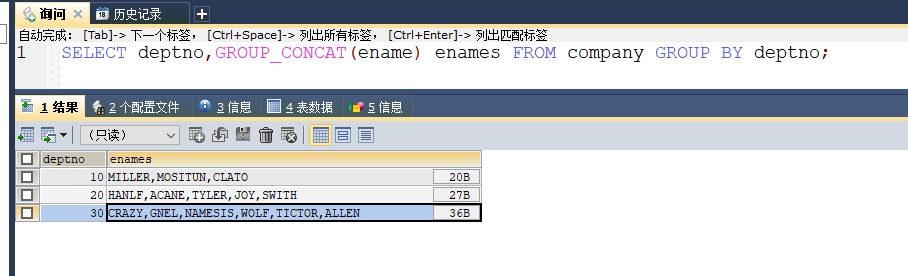 询问 历史记录
自动完成： [Tab]-> 下一个标签， [Ctrl+Space]-> 列出所有标签， [Ctrl+Enter]-> 列出匹配标签
1 SELECT deptno,GROUP_CONCAT(ename) enames FROM company GROUP BY deptno;
1 结果 2 个配置文件 3 信息 4 表数据 5 信息
（只读）
deptno enames
10 MILLER,MOSITUN,CLATO 20B
20 HANLF,ACANE,TYLER,JOY,SWITH 27B
30 CRAZY,GNEL,NAMESIS,WOLF,TICTOR,ALLEN 36B